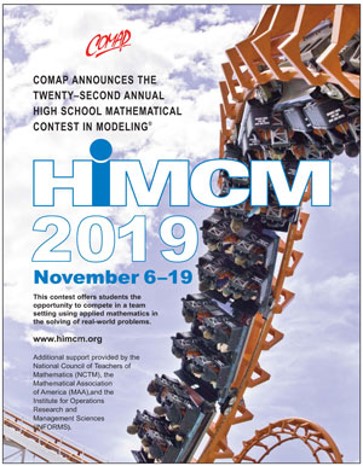 COMAP
COMAP ANNOUNCES THE
TWENTY–SECOND ANNUAL
HIGH SCHOOL MATHEMATICAL
CONTEST IN MODELING®
HiMCM
2019
November 6–19
This contest offers students the
opportunity to compete in a team
setting using applied mathematics in
the solving of real-world problems.
www.himcm.org
Additional support provided by the
National Council of Teachers of
Mathematics (NCTM), the
Mathematical Association
of America (MAA),and the
Institute for Operations
Research and
Management Sciences
(INFORMS).